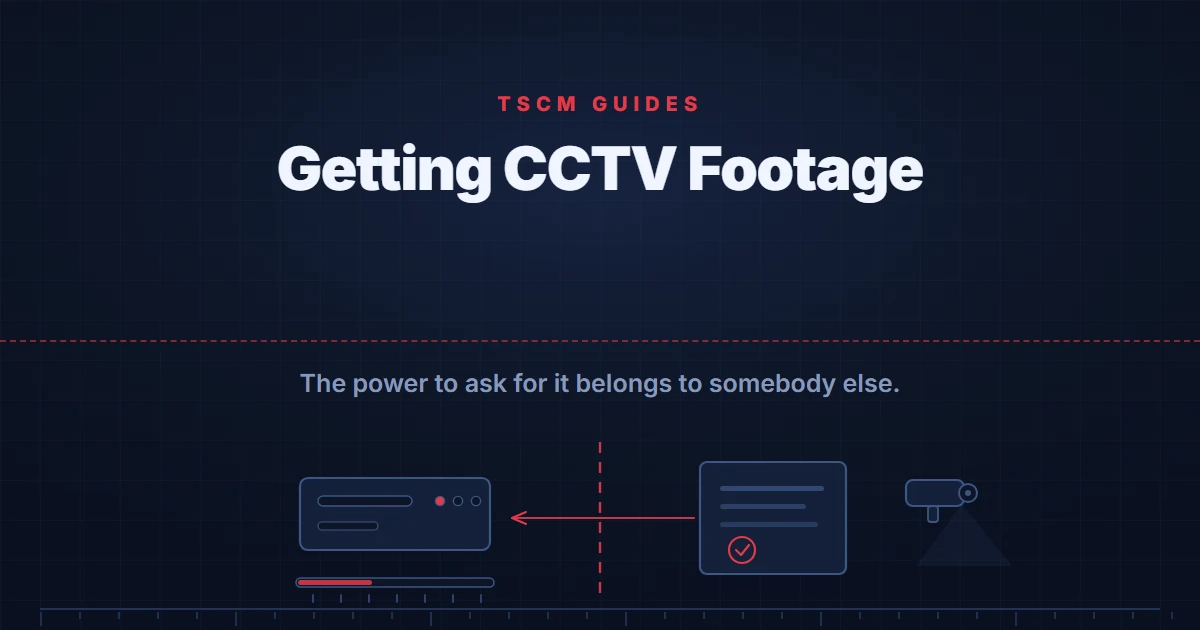 TSCM GUIDES
Getting CCTV Footage
The power to ask for it belongs to somebody else.